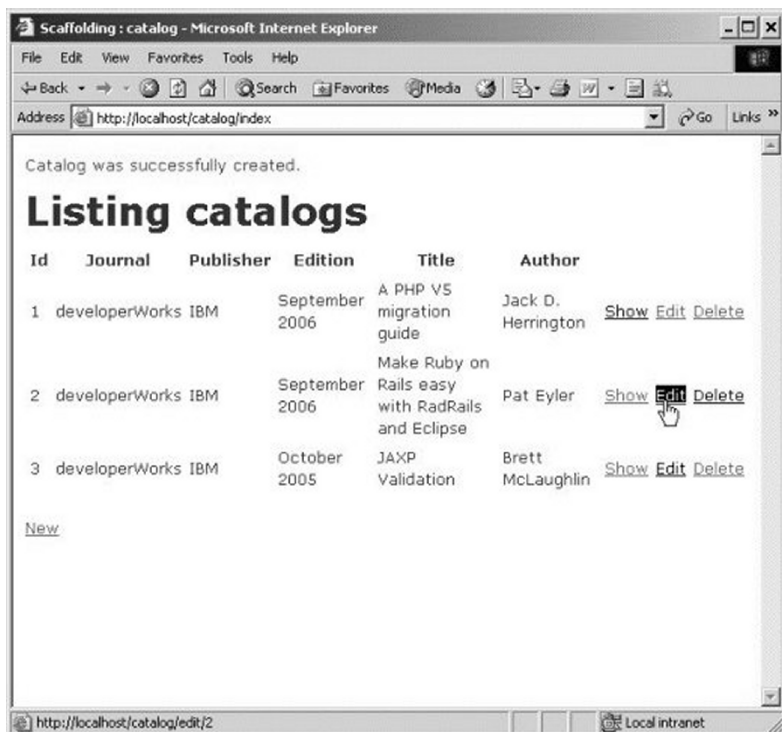 Scaffolding : catalog - Microsoft Internet Explorer
File Edit View Favorites Tools Help
Back Search Favorites Media
Address http://localhost/catalog/index Go Links »
Catalog was successfully created.
Listing catalogs
Id Journal Publisher Edition Title Author
1 developerWorks IBM September 2006 A PHP V5 migration guide Jack D. Herrington Show Edit Delete
2 developerWorks IBM September 2006 Make Ruby on Rails easy with RadRails and Eclipse Pat Eyler Show Edit Delete
3 developerWorks IBM October 2005 JAXP Validation Brett McLaughlin Show Edit Delete
New
http://localhost/catalog/edit/2 Local intranet